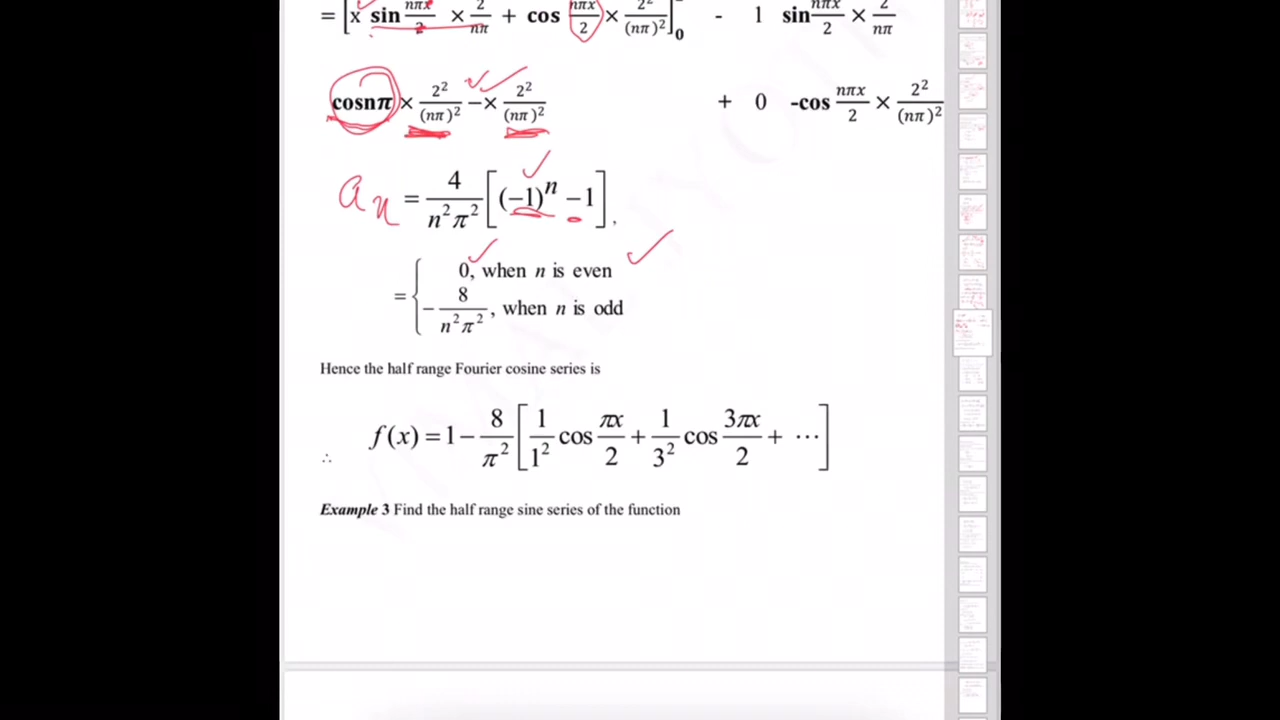 = [x sin nπx/2 × 2/nπ + cos nπx/2 × 2²/(nπ)²]₀ - 1 sin nπx/2 × 2/nπ
cosnπ × 2²/(nπ)² − × 2²/(nπ)² + 0 -cos nπx/2 × 2²/(nπ)²
aₙ = 4/n²π² [(−1)ⁿ − 1],
= { 0, when n is even
− 8/n²π², when n is odd
Hence the half range Fourier cosine series is
∴ f(x) = 1 − 8/π² [1/1² cos πx/2 + 1/3² cos 3πx/2 + ⋯]
Example 3 Find the half range sine series of the function